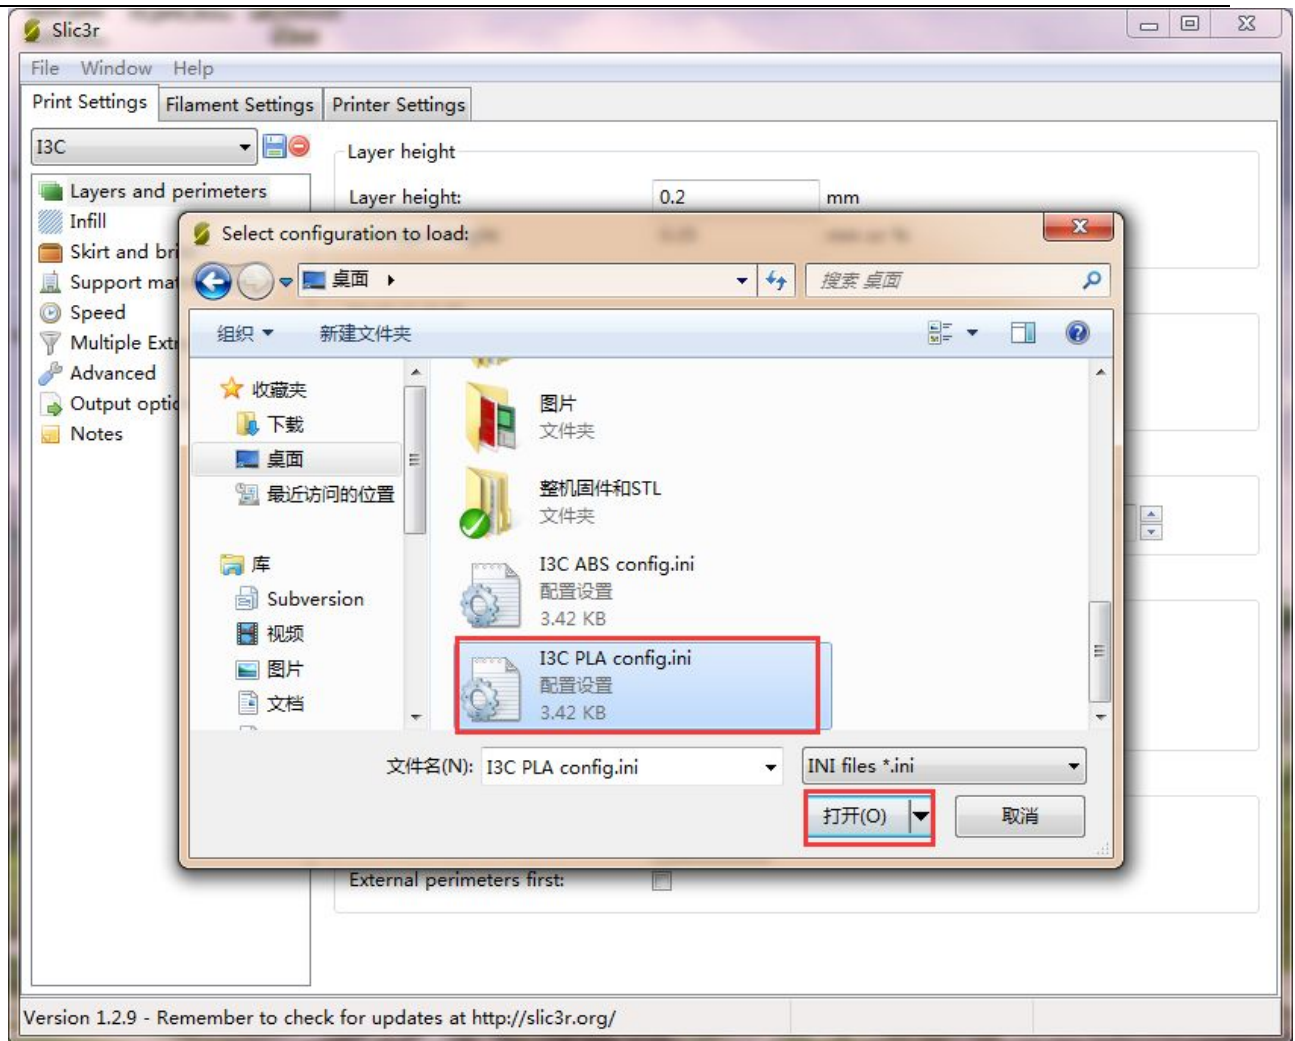 Slic3r
File Window Help
Print Settings Filament Settings Printer Settings
I3C
Layer height
Layers and perimeters
Layer height: 0.2 mm
Infill
Select configuration to load:
Skirt and bri
Support mat
桌面
搜索 桌面
Speed
组织 新建文件夹
Multiple Extr
Advanced
收藏夹
图片
文件夹
Output optio
下载
Notes
桌面
整机固件和STL
最近访问的位置
文件夹
库
I3C ABS config.ini
配置设置
Subversion
3.42 KB
视频
I3C PLA config.ini
图片
配置设置
文档
3.42 KB
文件名(N): I3C PLA config.ini INI files *.ini
打开(O) 取消
External perimeters first:
Version 1.2.9 - Remember to check for updates at http://slic3r.org/